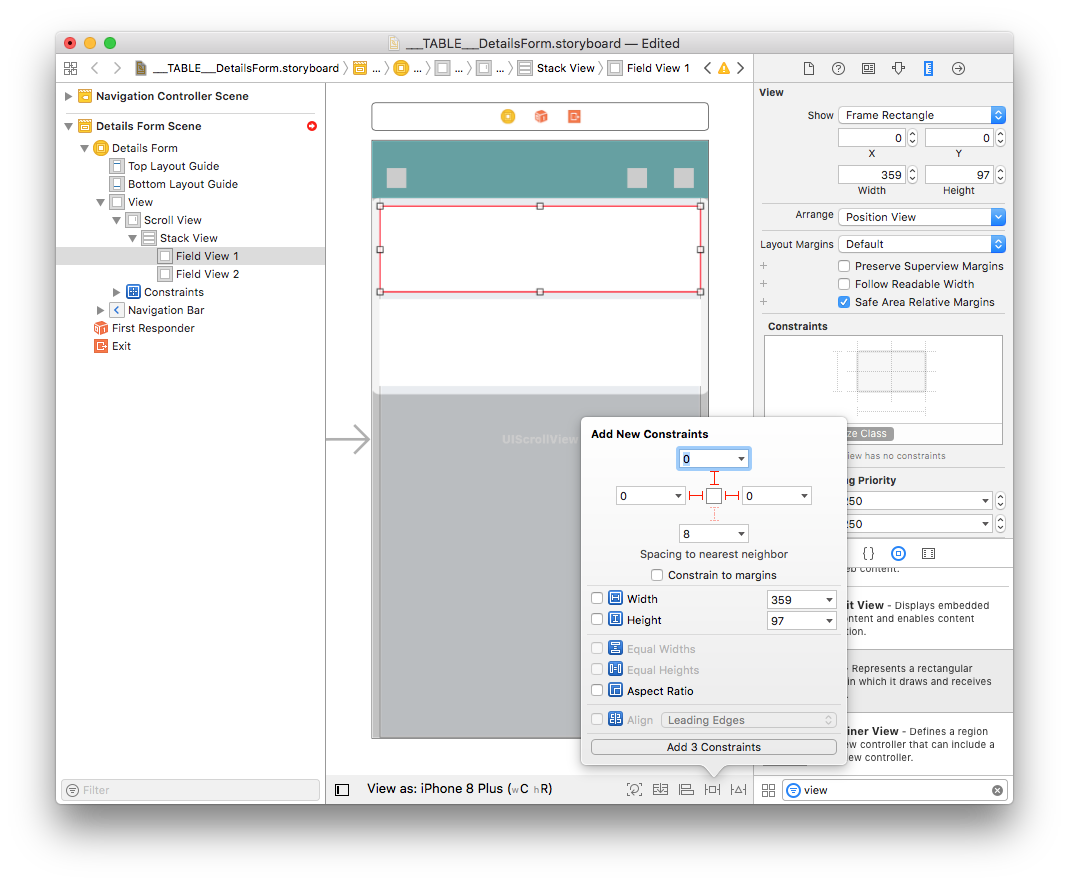 ___TABLE___DetailsForm.storyboard — Edited
___TABLE___DetailsForm.storyboard ... ... ... ... Stack View Field View 1
Navigation Controller Scene
Details Form Scene
Details Form
Top Layout Guide
Bottom Layout Guide
View
Scroll View
Stack View
Field View 1
Field View 2
Constraints
Navigation Bar
First Responder
Exit
Filter
UIScrollView
View as: iPhone 8 Plus (wC hR)
Add New Constraints
0
0 0
8
Spacing to nearest neighbor
Constrain to margins
Width 359
Height 97
Equal Widths
Equal Heights
Aspect Ratio
Align Leading Edges
Add 3 Constraints
View
Show Frame Rectangle
0 0
X Y
359 97
Width Height
Arrange Position View
Layout Margins Default
Preserve Superview Margins
Follow Readable Width
Safe Area Relative Margins
Constraints
ze Class
view has no constraints
g Priority
50
50
{ }
eb content.
it View - Displays embedded
ontent and enables content
tion.
- Represents a rectangular
in which it draws and receives
.
iner View - Defines a region
ew controller that can include a
ew controller.
view